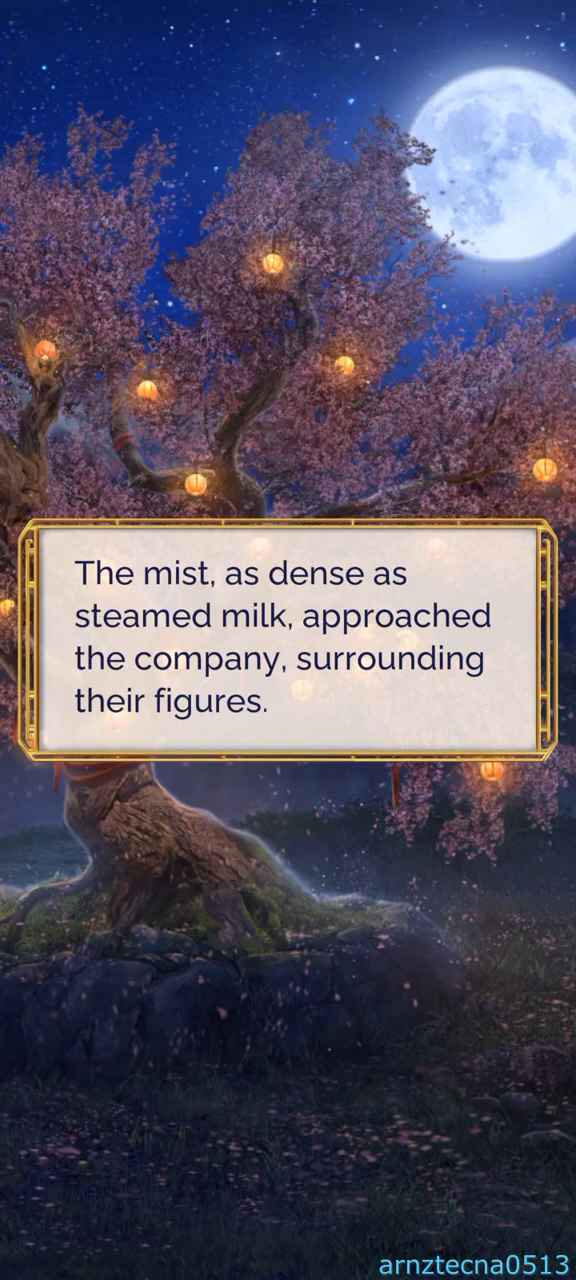 The mist, as dense as
steamed milk, approached
the company, surrounding
their figures.
arnztecna0513